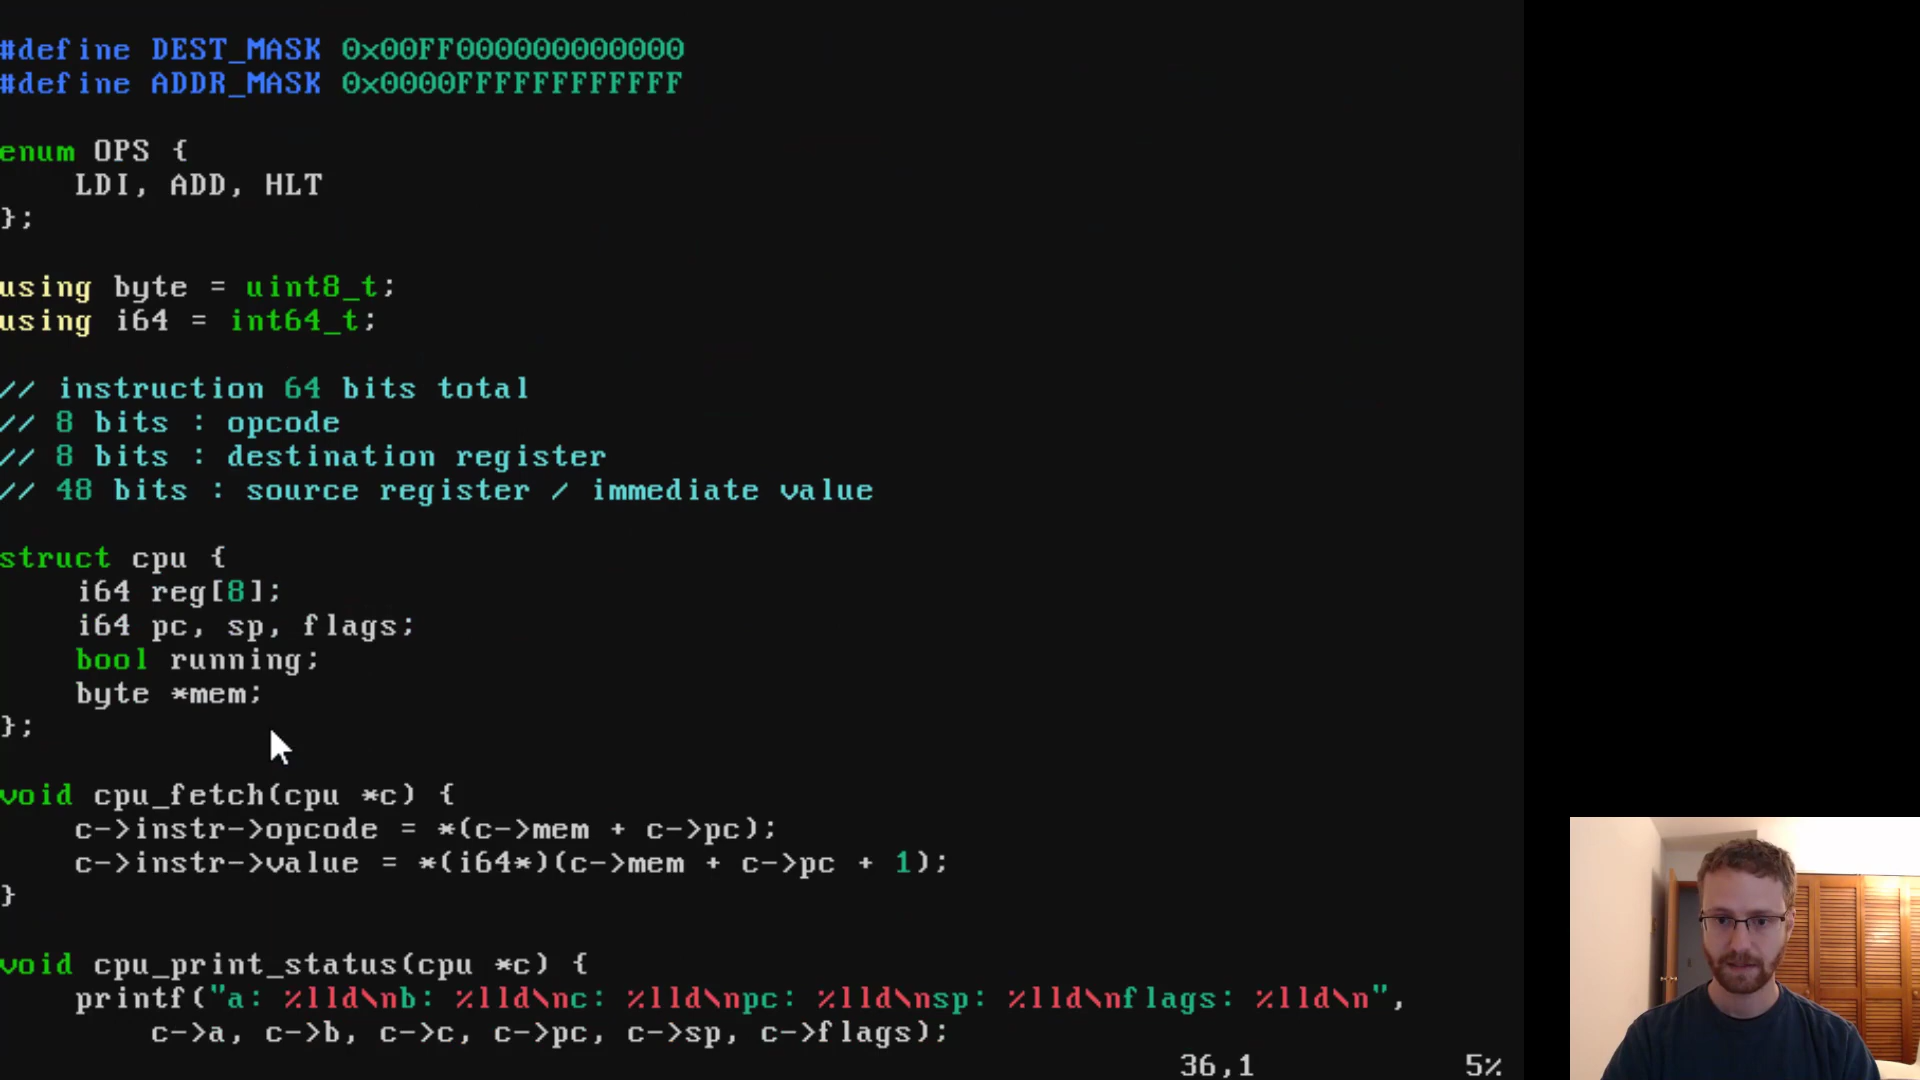 #define DEST_MASK 0x00FF000000000000
#define ADDR_MASK 0x0000FFFFFFFFFFFF
enum OPS {
LDI, ADD, HLT
};
using byte = uint8_t;
using i64 = int64_t;
// instruction 64 bits total
// 8 bits : opcode
// 8 bits : destination register
// 48 bits : source register / immediate value
struct cpu {
i64 reg[8];
i64 pc, sp, flags;
bool running;
byte *mem;
};
void cpu_fetch(cpu *c) {
c->instr->opcode = *(c->mem + c->pc);
c->instr->value = *(i64*)(c->mem + c->pc + 1);
}
void cpu_print_status(cpu *c) {
printf("a: %lld\nb: %lld\nc: %lld\npc: %lld\nsp: %lld\nflags: %lld\n",
c->a, c->b, c->c, c->pc, c->sp, c->flags);
36,1 5%